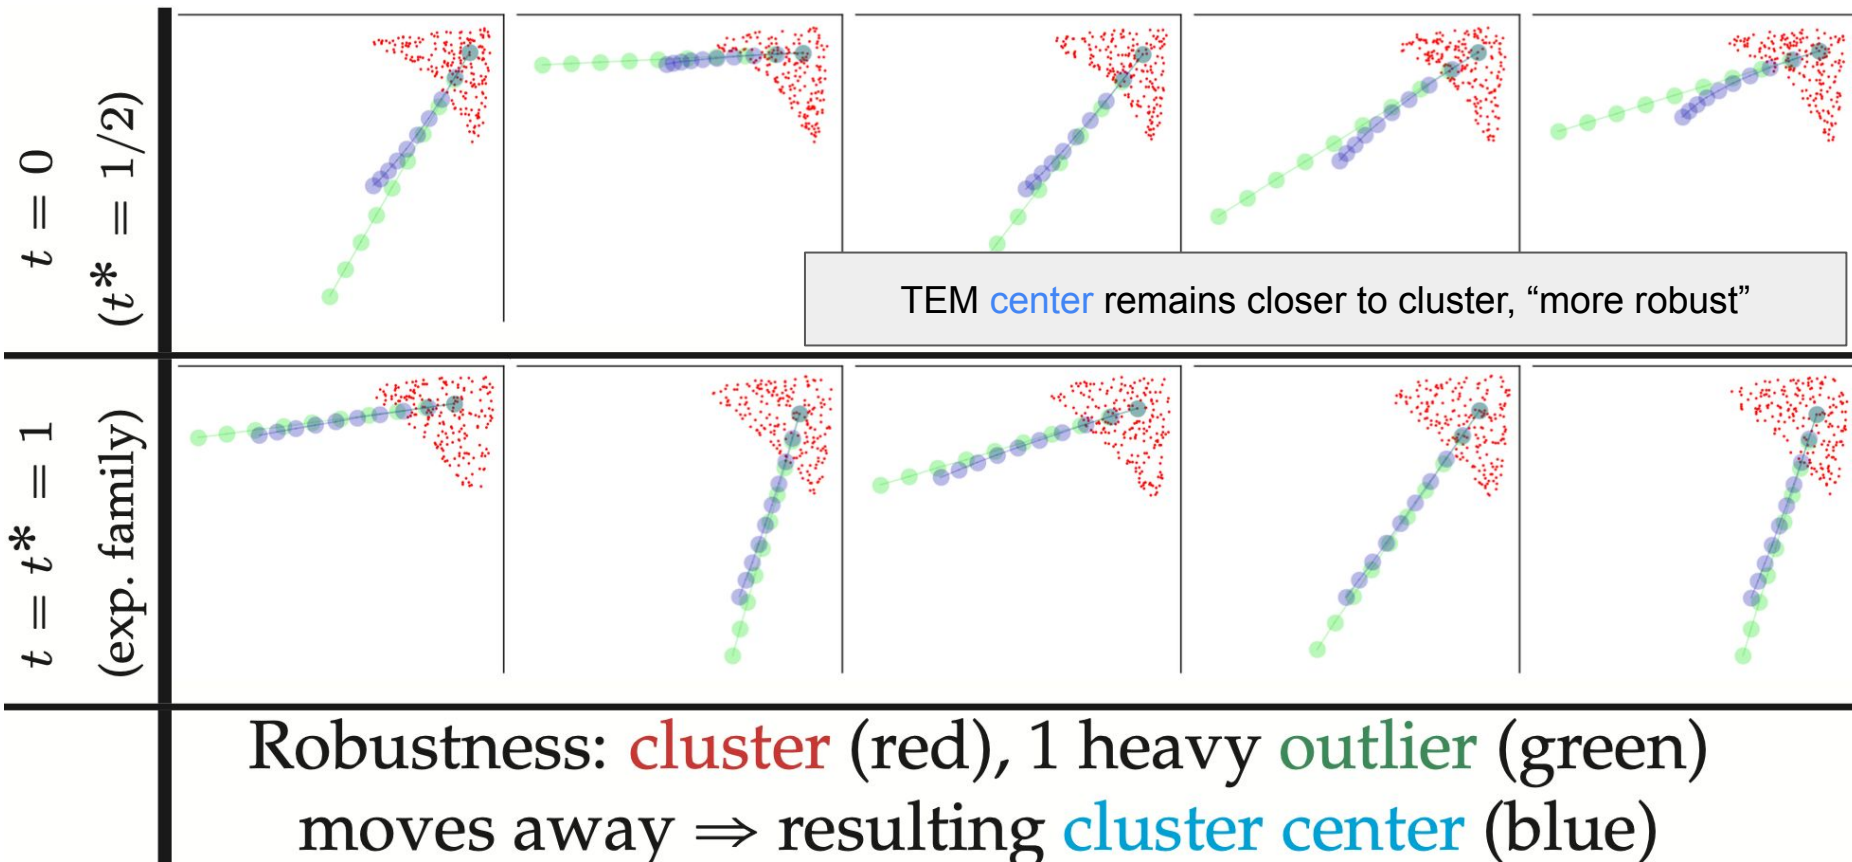 t = 0
(t* = 1/2)
TEM center remains closer to cluster, “more robust”
t = t* = 1
(exp. family)
Robustness: cluster (red), 1 heavy outlier (green)
moves away ⇒ resulting cluster center (blue)